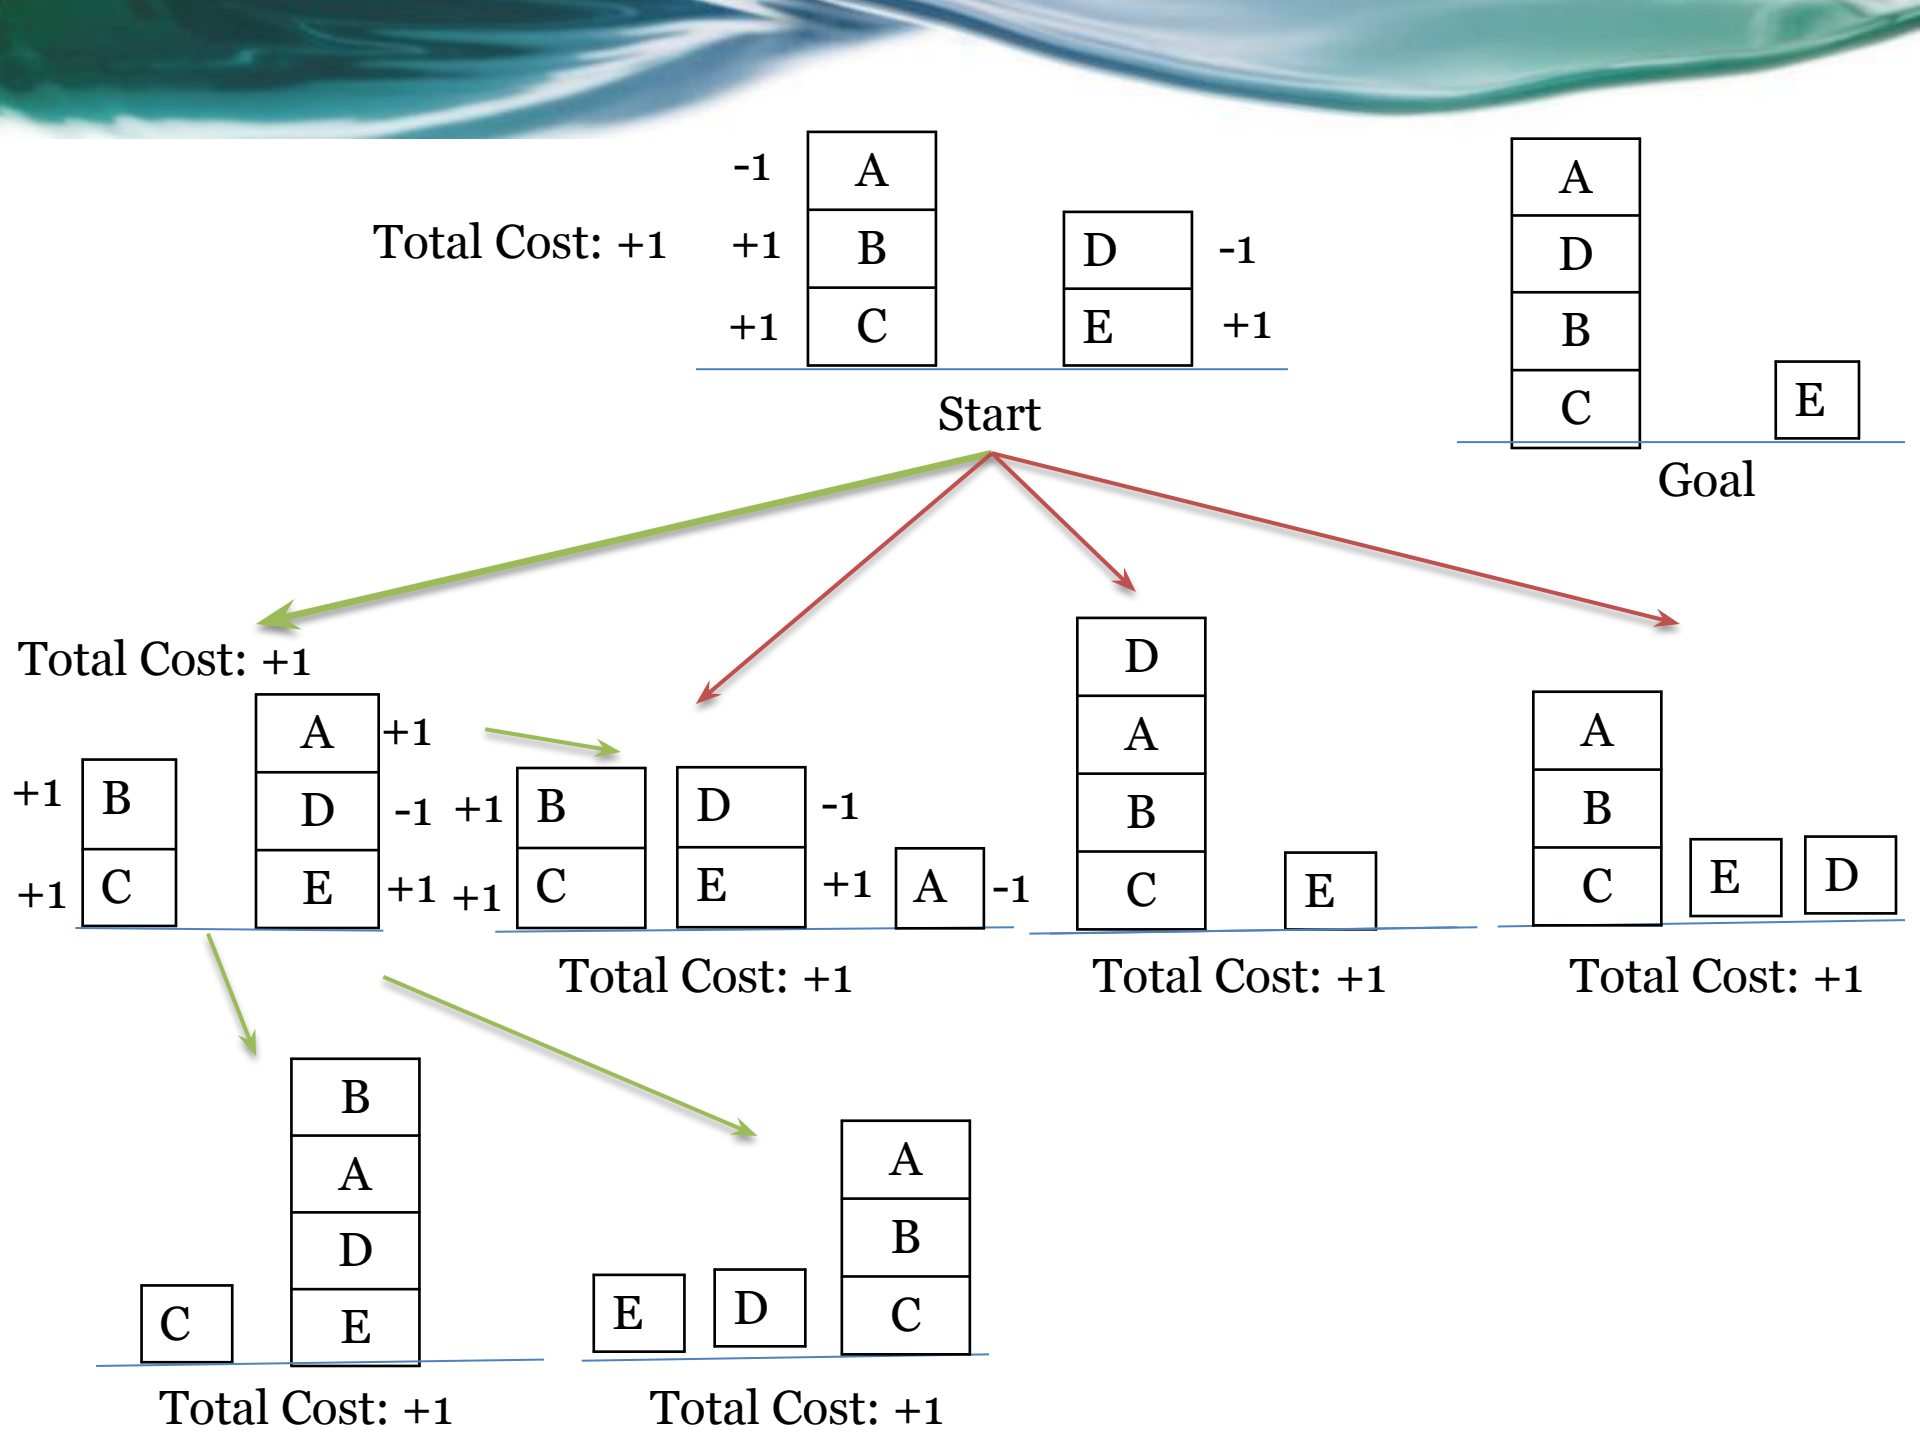 -1 A
A
Total Cost: +1 +1 B D -1
D
+1 C E +1
B
C E
Start
Goal
Total Cost: +1
D
A +1
A
A
+1 B
D -1
+1 B D -1
B
B
+1 C
E +1
+1 C E +1 A -1
C E
C E D
Total Cost: +1
Total Cost: +1
Total Cost: +1
B
A
D
C E
A
B
E D C
Total Cost: +1
Total Cost: +1